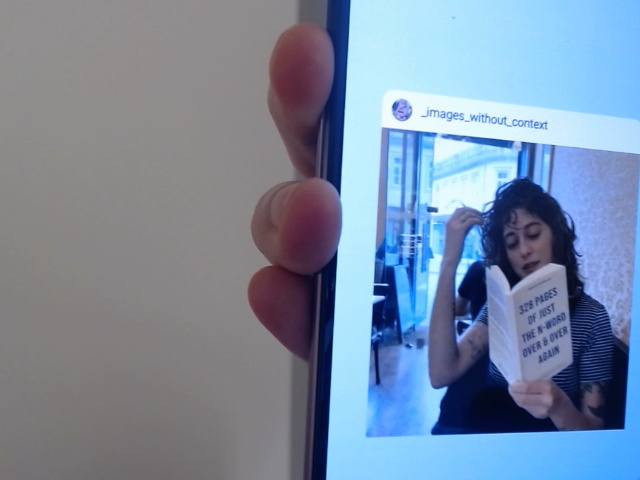 _images_without_context
328 PAGES
OF JUST
THE N-WORD
OVER & OVER
AGAIN